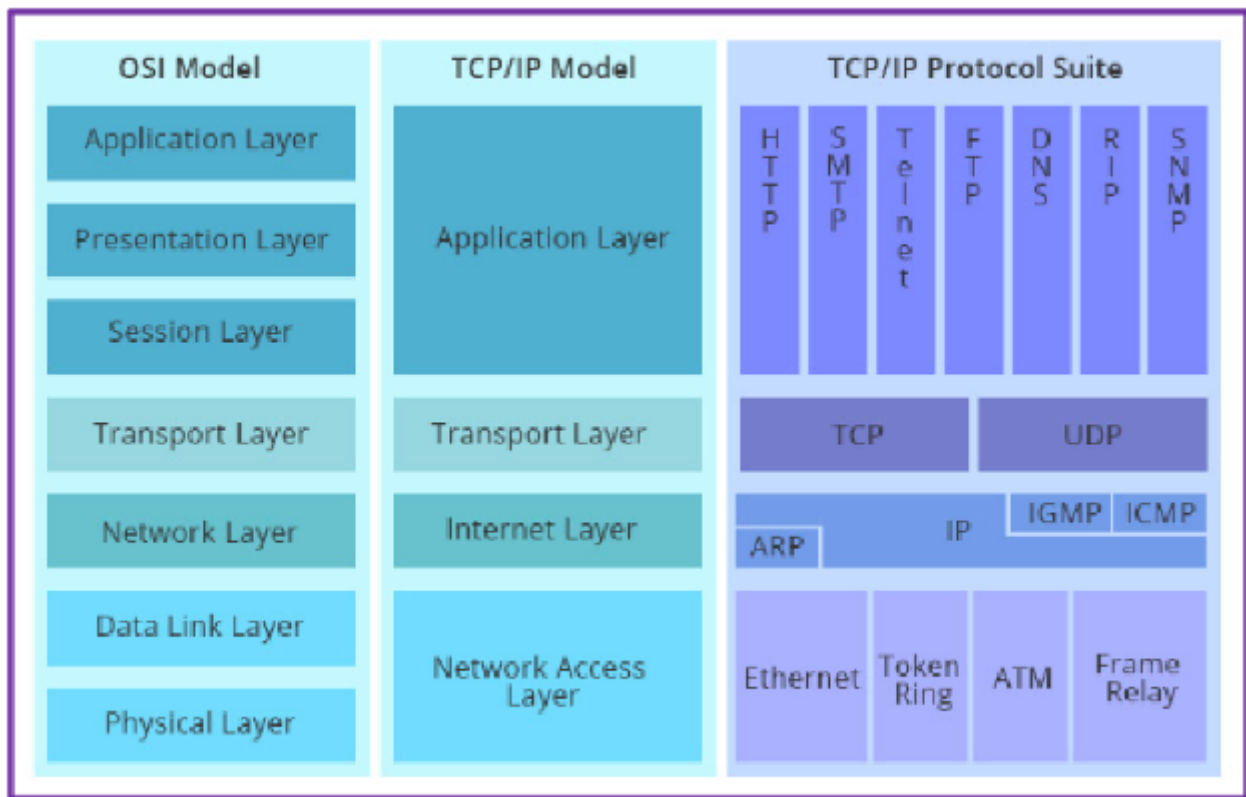 OSI Model
Application Layer
Presentation Layer
Session Layer
Transport Layer
Network Layer
Data Link Layer
Physical Layer
TCP/IP Model
Application Layer
Transport Layer
Internet Layer
Network Access
Layer
TCP/IP Protocol Suite
HTTP
SMTP
Telnet
FTP
DNS
RIP
SNMP
TCP
UDP
ARP
IP
IGMP
ICMP
Ethernet
Token
Ring
ATM
Frame
Relay